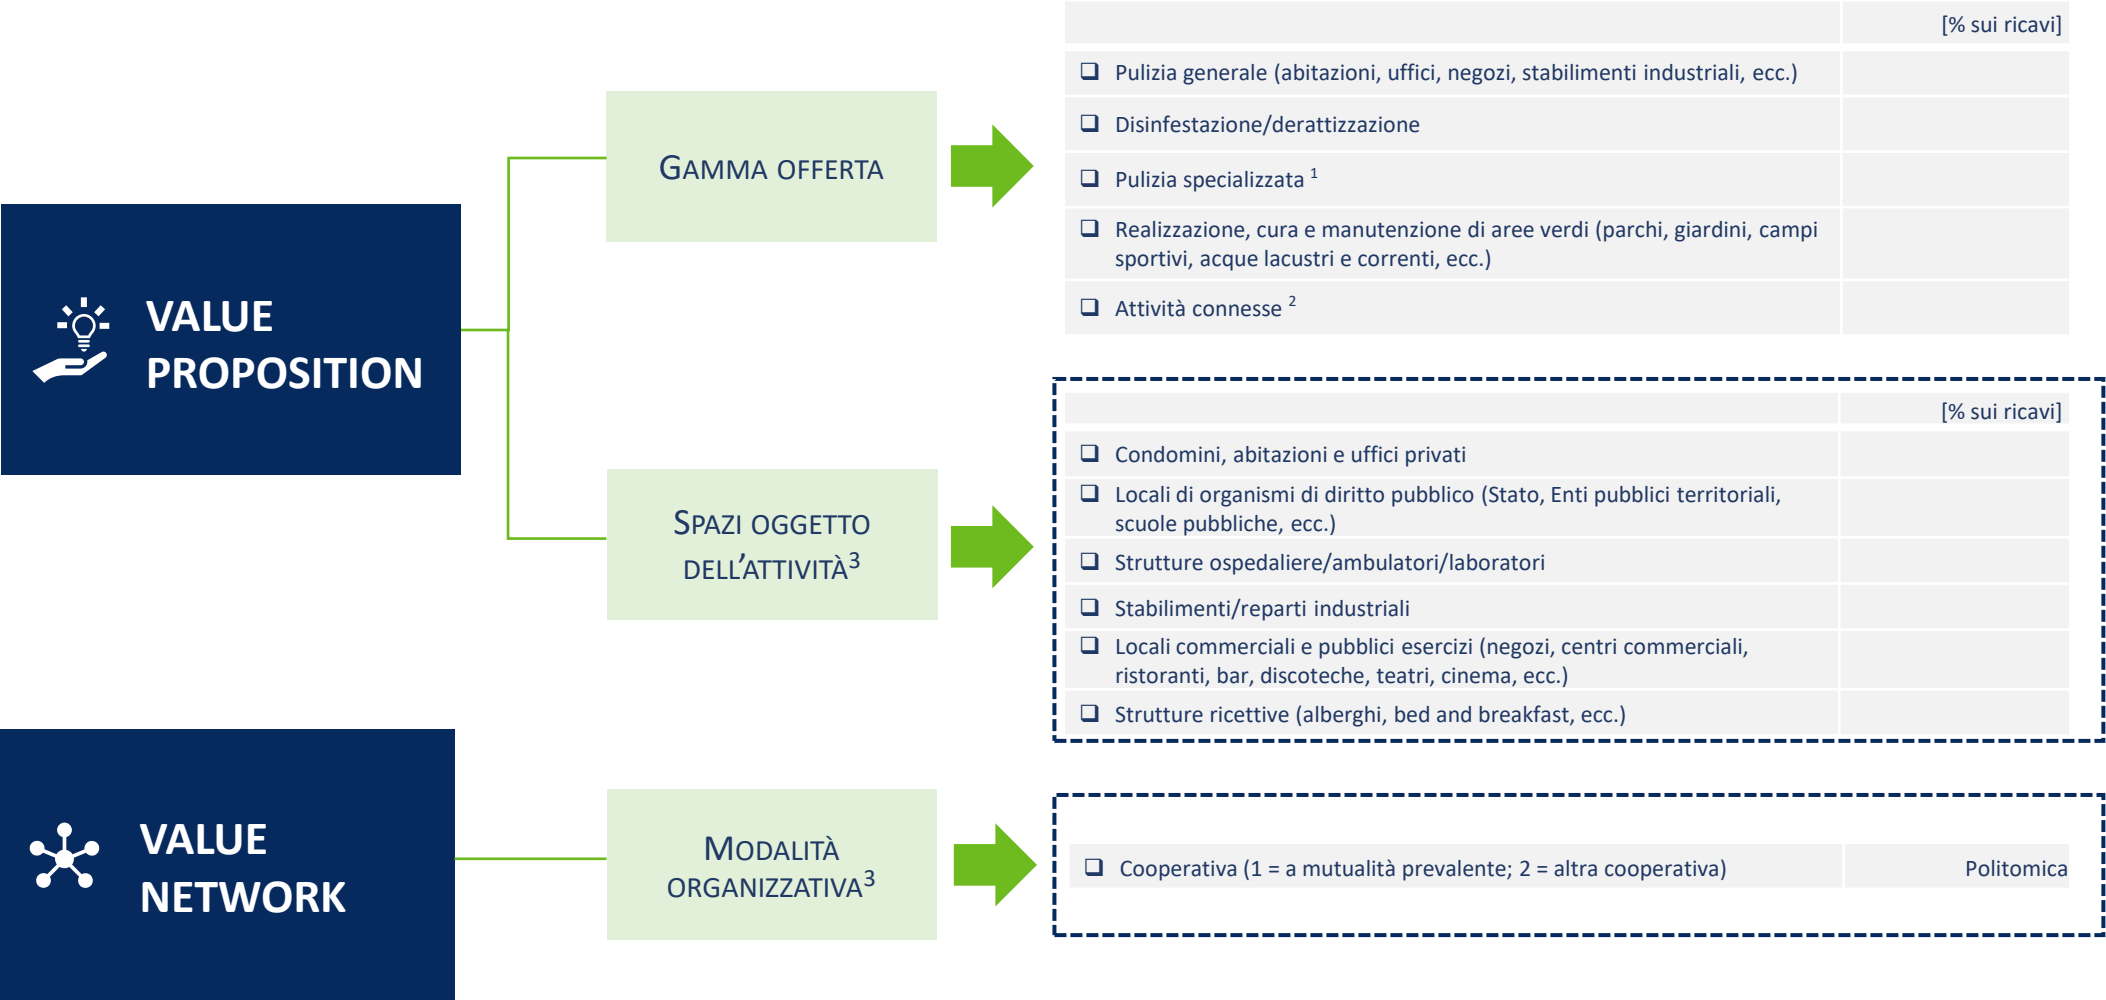 VALUE
PROPOSITION
GAMMA OFFERTA
[% sui ricavi]
Pulizia generale (abitazioni, uffici, negozi, stabilimenti industriali, ecc.)
Disinfestazione/derattizzazione
Pulizia specializzata 1
Realizzazione, cura e manutenzione di aree verdi (parchi, giardini, campi
sportivi, acque lacustri e correnti, ecc.)
Attività connesse 2
SPAZI OGGETTO
DELL'ATTIVITÀ3
[% sui ricavi]
Condomini, abitazioni e uffici privati
Locali di organismi di diritto pubblico (Stato, Enti pubblici territoriali,
scuole pubbliche, ecc.)
Strutture ospedaliere/ambulatori/laboratori
Stabilimenti/reparti industriali
Locali commerciali e pubblici esercizi (negozi, centri commerciali,
ristoranti, bar, discoteche, teatri, cinema, ecc.)
Strutture ricettive (alberghi, bed and breakfast, ecc.)
VALUE
NETWORK
MODALITÀ
ORGANIZZATIVA3
Cooperativa (1 = a mutualità prevalente; 2 = altra cooperativa)
Politomica